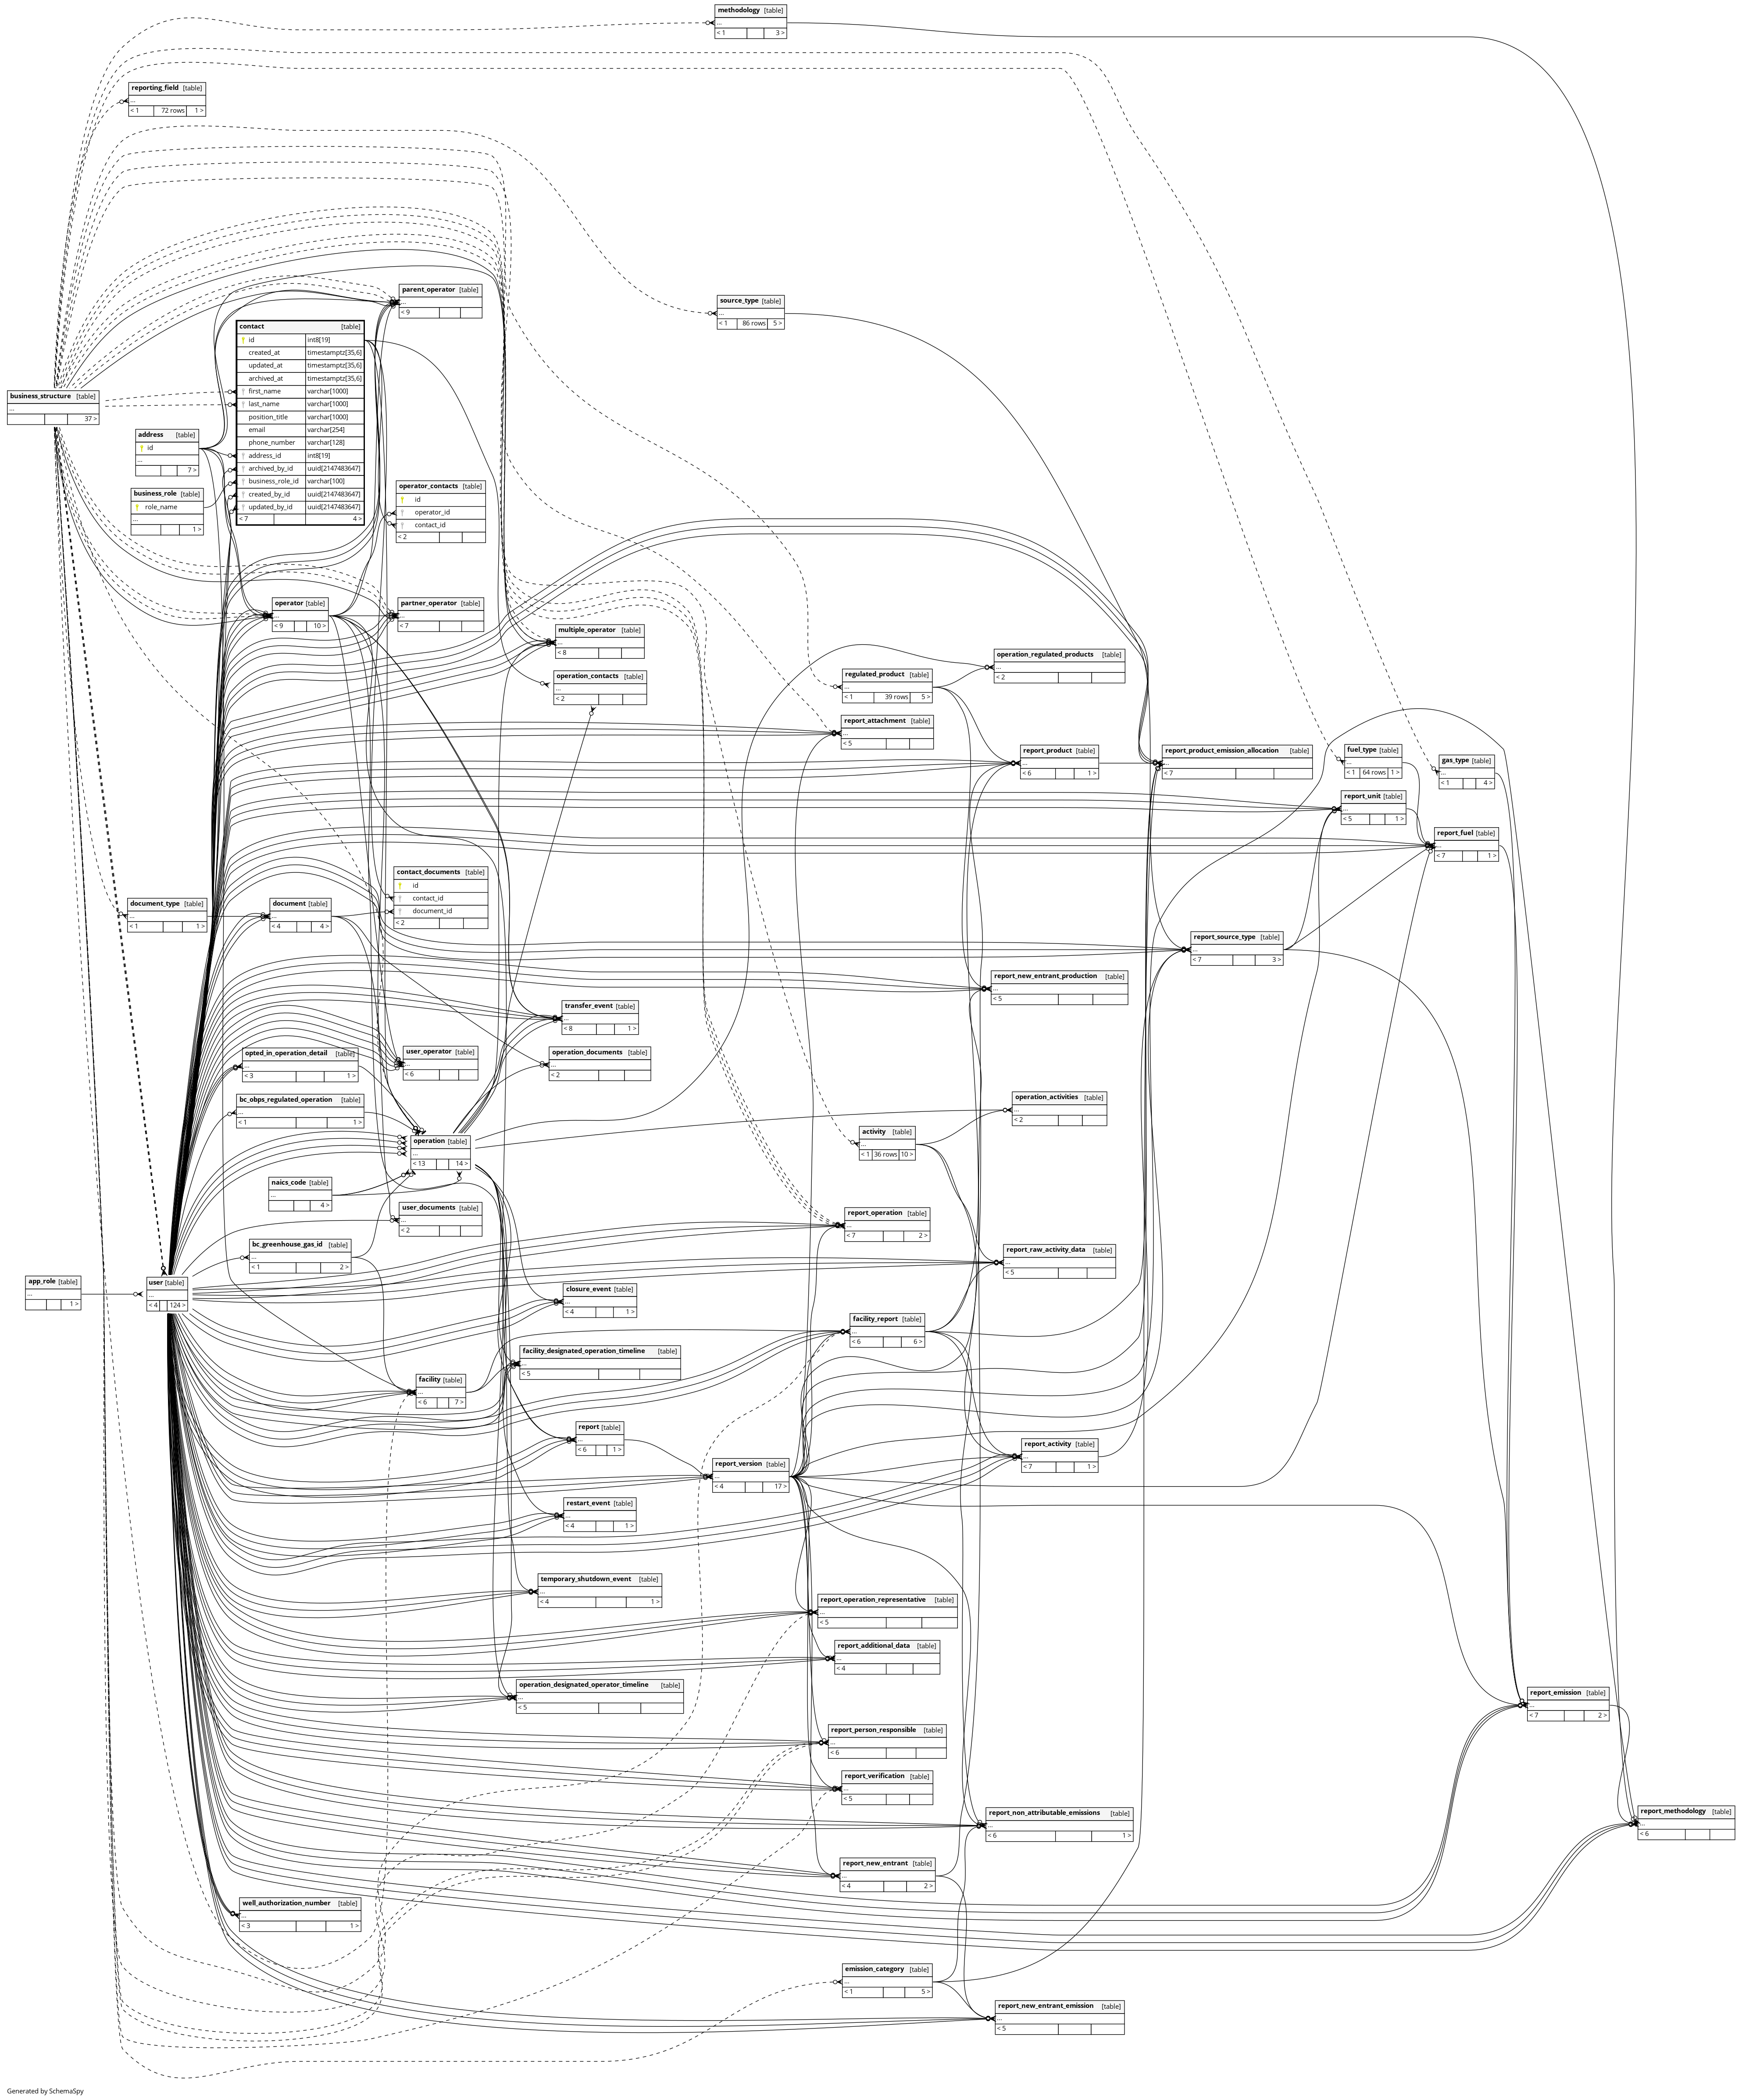 methodology [table]
...
< 1 3 >
reporting_field [table]
...
< 1 72 rows 1 >
parent_operator [table]
...
< 9
source_type [table]
...
< 1 86 rows 5 >
contact [table]
id int8[19]
created_at timestamptz[35,6]
updated_at timestamptz[35,6]
archived_at timestamptz[35,6]
first_name varchar[1000]
last_name varchar[1000]
position_title varchar[1000]
email varchar[254]
phone_number varchar[128]
address_id int8[19]
archived_by_id uuid[2147483647]
business_role_id varchar[100]
created_by_id uuid[2147483647]
updated_by_id uuid[2147483647]
< 7 4 >
business_structure [table]
...
37 >
address [table]
id
...
7 >
business_role [table]
role_name
...
1 >
operator_contacts [table]
id
operator_id
contact_id
< 2
operator [table]
...
< 9 10 >
partner_operator [table]
...
< 7
multiple_operator [table]
...
< 8
operation_contacts [table]
...
< 2
operation_regulated_products [table]
...
< 2
regulated_product [table]
...
< 1 39 rows 5 >
report_attachment [table]
...
< 5
report_product [table]
...
< 6 1 >
report_product_emission_allocation [table]
...
< 7
fuel_type [table]
...
< 1 64 rows 1 >
gas_type [table]
...
< 1 4 >
report_unit [table]
...
< 5 1 >
report_fuel [table]
...
< 7 1 >
contact_documents [table]
id
contact_id
document_id
< 2
document_type [table]
...
< 1 1 >
document [table]
...
< 4 4 >
report_source_type [table]
...
< 7 3 >
report_new_entrant_production [table]
...
< 5
transfer_event [table]
...
< 8 1 >
opted_in_operation_detail [table]
...
< 3 1 >
user_operator [table]
...
< 6
operation_documents [table]
...
< 2
bc_obps_regulated_operation [table]
...
< 1 1 >
operation_activities [table]
...
< 2
operation [table]
...
< 13 14 >
activity [table]
...
< 1 36 rows 10 >
naics_code [table]
...
4 >
user_documents [table]
...
< 2
report_operation [table]
...
< 7 2 >
bc_greenhouse_gas_id [table]
...
< 1 2 >
report_raw_activity_data [table]
...
< 5
app_role [table]
...
1 >
user [table]
...
< 4 124 >
closure_event [table]
...
< 4 1 >
facility_report [table]
...
< 6 6 >
facility_designated_operation_timeline [table]
...
< 5
facility [table]
...
< 6 7 >
report [table]
...
< 6 1 >
report_activity [table]
...
< 7 1 >
report_version [table]
...
< 4 17 >
restart_event [table]
...
< 4 1 >
temporary_shutdown_event [table]
...
< 4 1 >
report_operation_representative [table]
...
< 5
report_additional_data [table]
...
< 4
operation_designated_operator_timeline [table]
...
< 5
report_emission [table]
...
< 7 2 >
report_person_responsible [table]
...
< 6
report_verification [table]
...
< 5
report_non_attributable_emissions [table]
...
< 6 1 >
report_methodology [table]
...
< 6
report_new_entrant [table]
...
< 4 2 >
well_authorization_number [table]
...
< 3 1 >
emission_category [table]
...
< 1 5 >
report_new_entrant_emission [table]
...
< 5
Generated by SchemaSpy